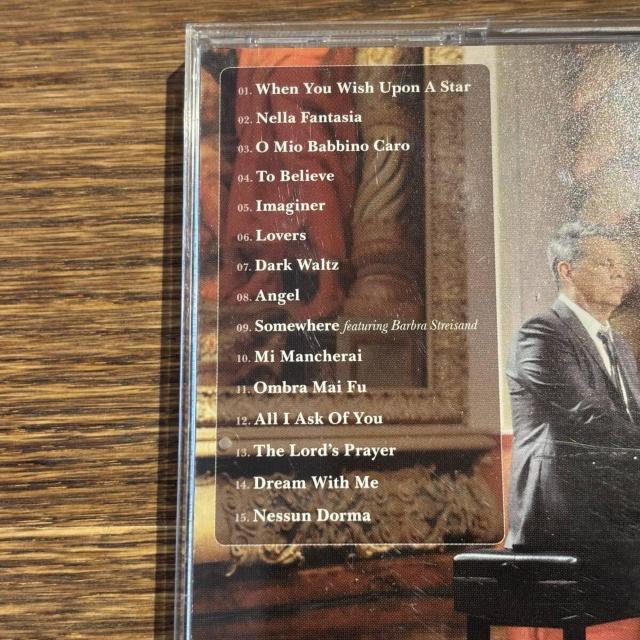 01. When You Wish Upon A Star
02. Nella Fantasia
03. O Mio Babbino Caro
04. To Believe
05. Imaginer
06. Lovers
07. Dark Waltz
08. Angel
09. Somewhere featuring Barbra Streisand
10. Mi Mancherai
11. Ombra Mai Fu
12. All I Ask Of You
13. The Lord's Prayer
14. Dream With Me
15. Nessun Dorma